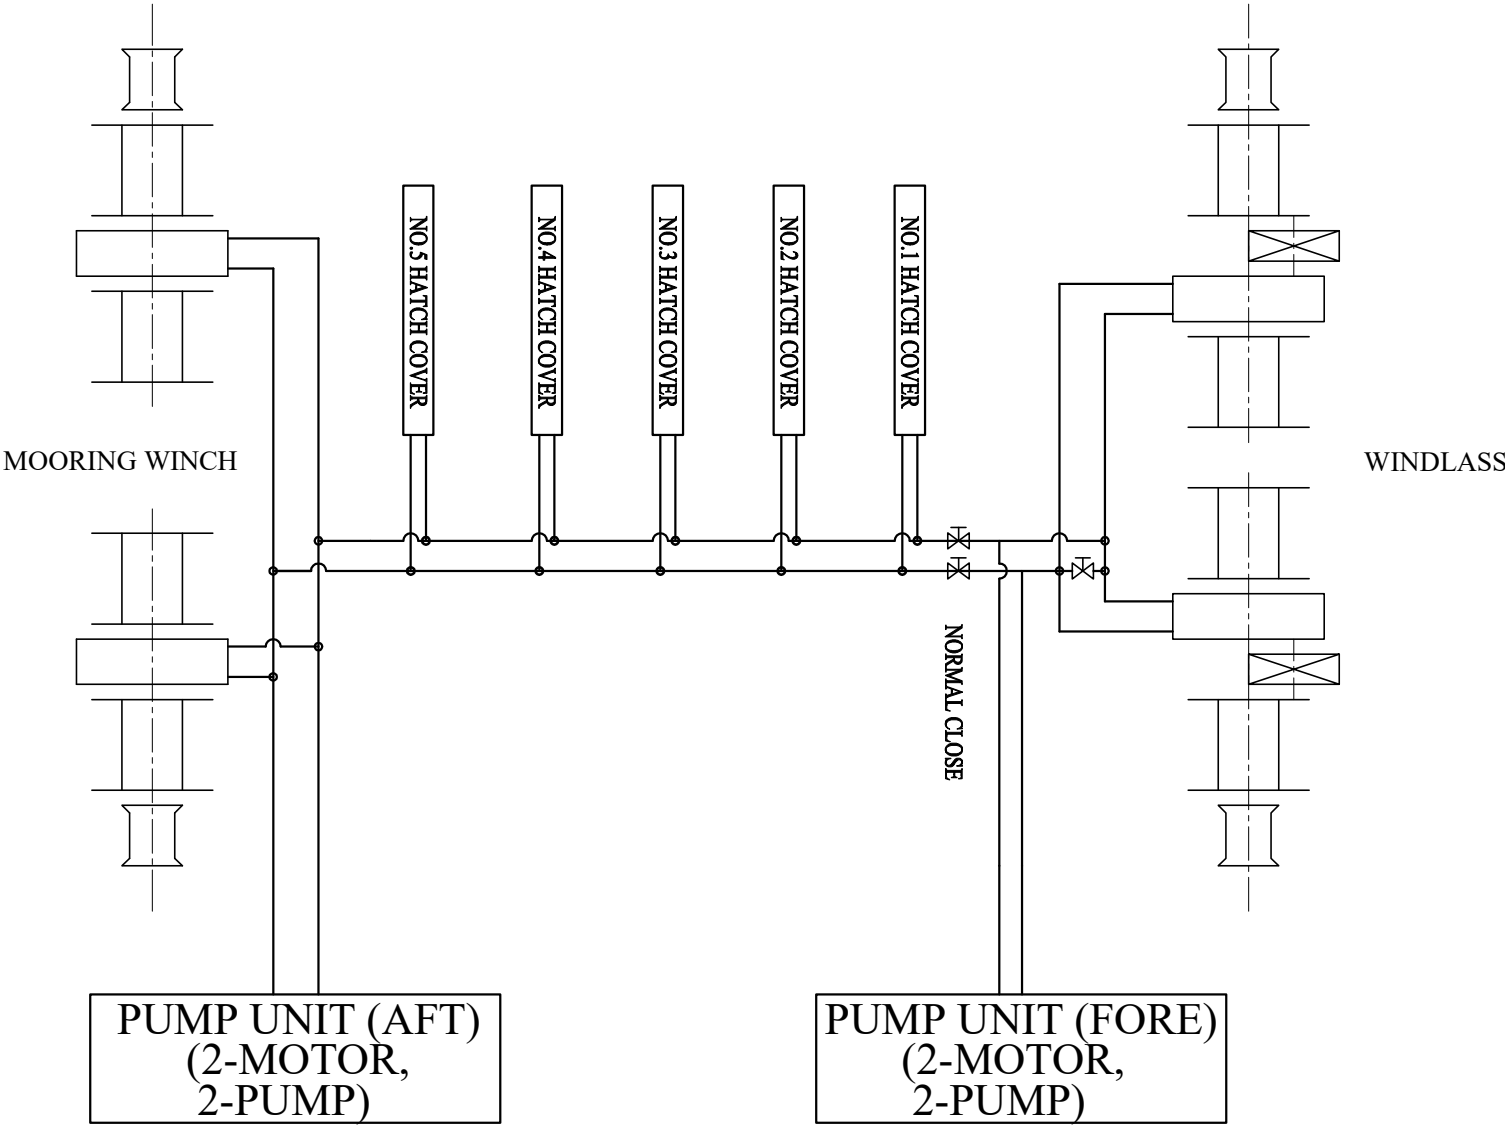 NO.5 HATCH COVER
NO.4 HATCH COVER
NO.3 HATCH COVER
NO.2 HATCH COVER
NO.1 HATCH COVER
MOORING WINCH
WINDLASS
NORMAL CLOSE
PUMP UNIT (AFT)
(2-MOTOR,
2-PUMP)
PUMP UNIT (FORE)
(2-MOTOR,
2-PUMP)